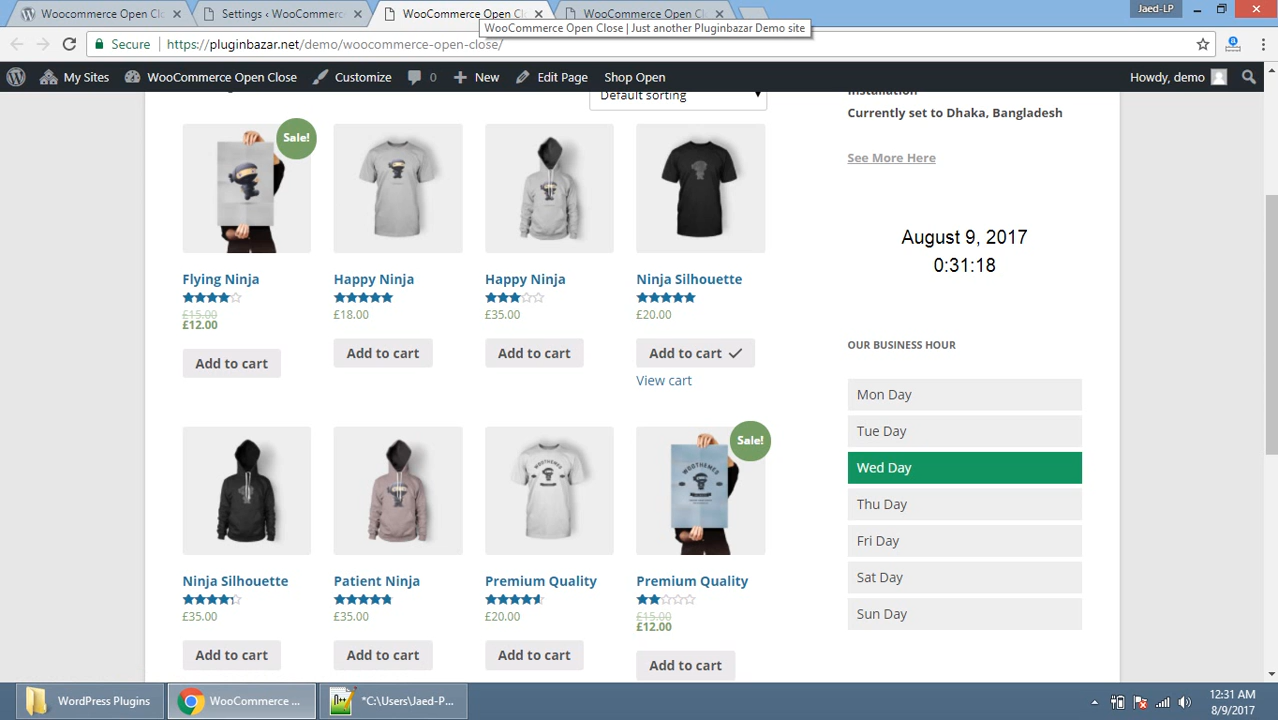 WooCommerce Open Cl
Settings ‹ WooCommerc
WooCommerce Open Cl
WooCommerce Open Cl
Jaed-LP
WooCommerce Open Close | Just another Pluginbazar Demo site
Secure
https://pluginbazar.net/demo/woocommerce-open-close/
My Sites
WooCommerce Open Close
Customize
0
New
Edit Page
Shop Open
Howdy, demo
Default sorting
Installation
Currently set to Dhaka, Bangladesh
See More Here
August 9, 2017
0:31:18
Sale!
Flying Ninja
Happy Ninja
Happy Ninja
Ninja Silhouette
£15.00
£12.00
£18.00
£35.00
£20.00
Add to cart
Add to cart
Add to cart
Add to cart
View cart
OUR BUSINESS HOUR
Mon Day
Tue Day
Wed Day
Thu Day
Fri Day
Sat Day
Sun Day
Sale!
WOOTHEMES
WOOTHEMES
Ninja Silhouette
Patient Ninja
Premium Quality
Premium Quality
£35.00
£35.00
£20.00
£15.00
£12.00
Add to cart
Add to cart
Add to cart
Add to cart
WordPress Plugins
WooCommerce ...
*C:\Users\Jaed-P...
12:31 AM
8/9/2017